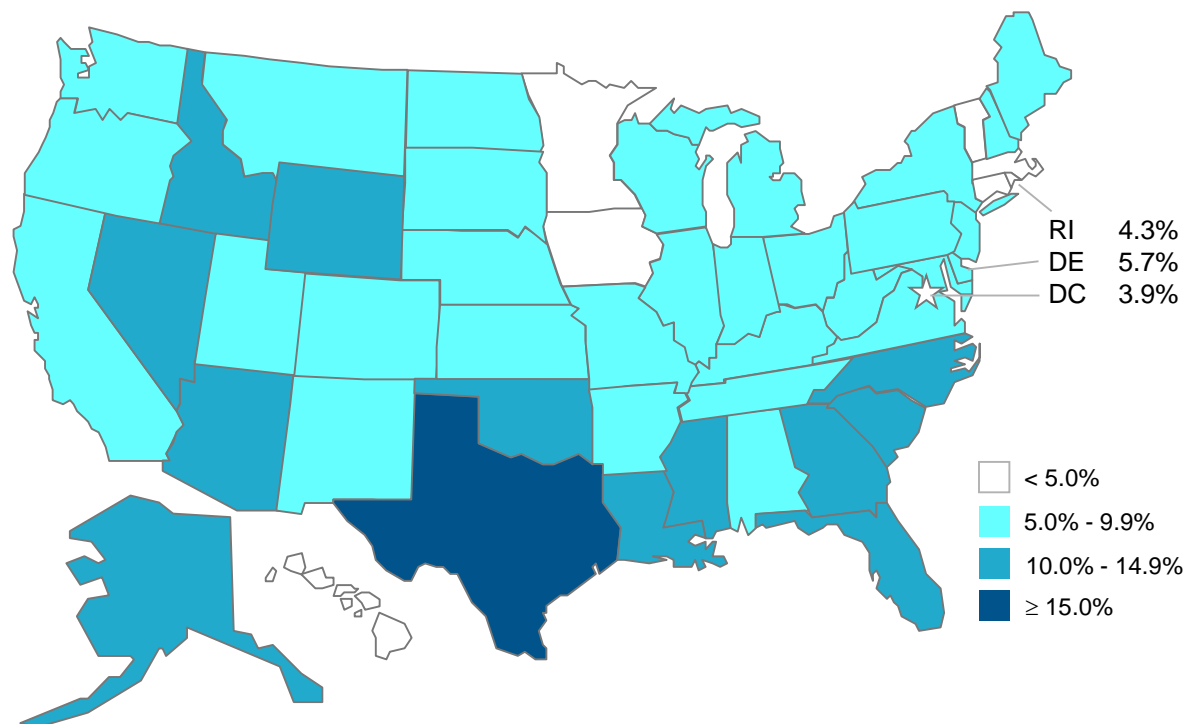 RI 4.3%
DE 5.7%
DC 3.9%
< 5.0%
5.0% - 9.9%
10.0% - 14.9%
≥ 15.0%